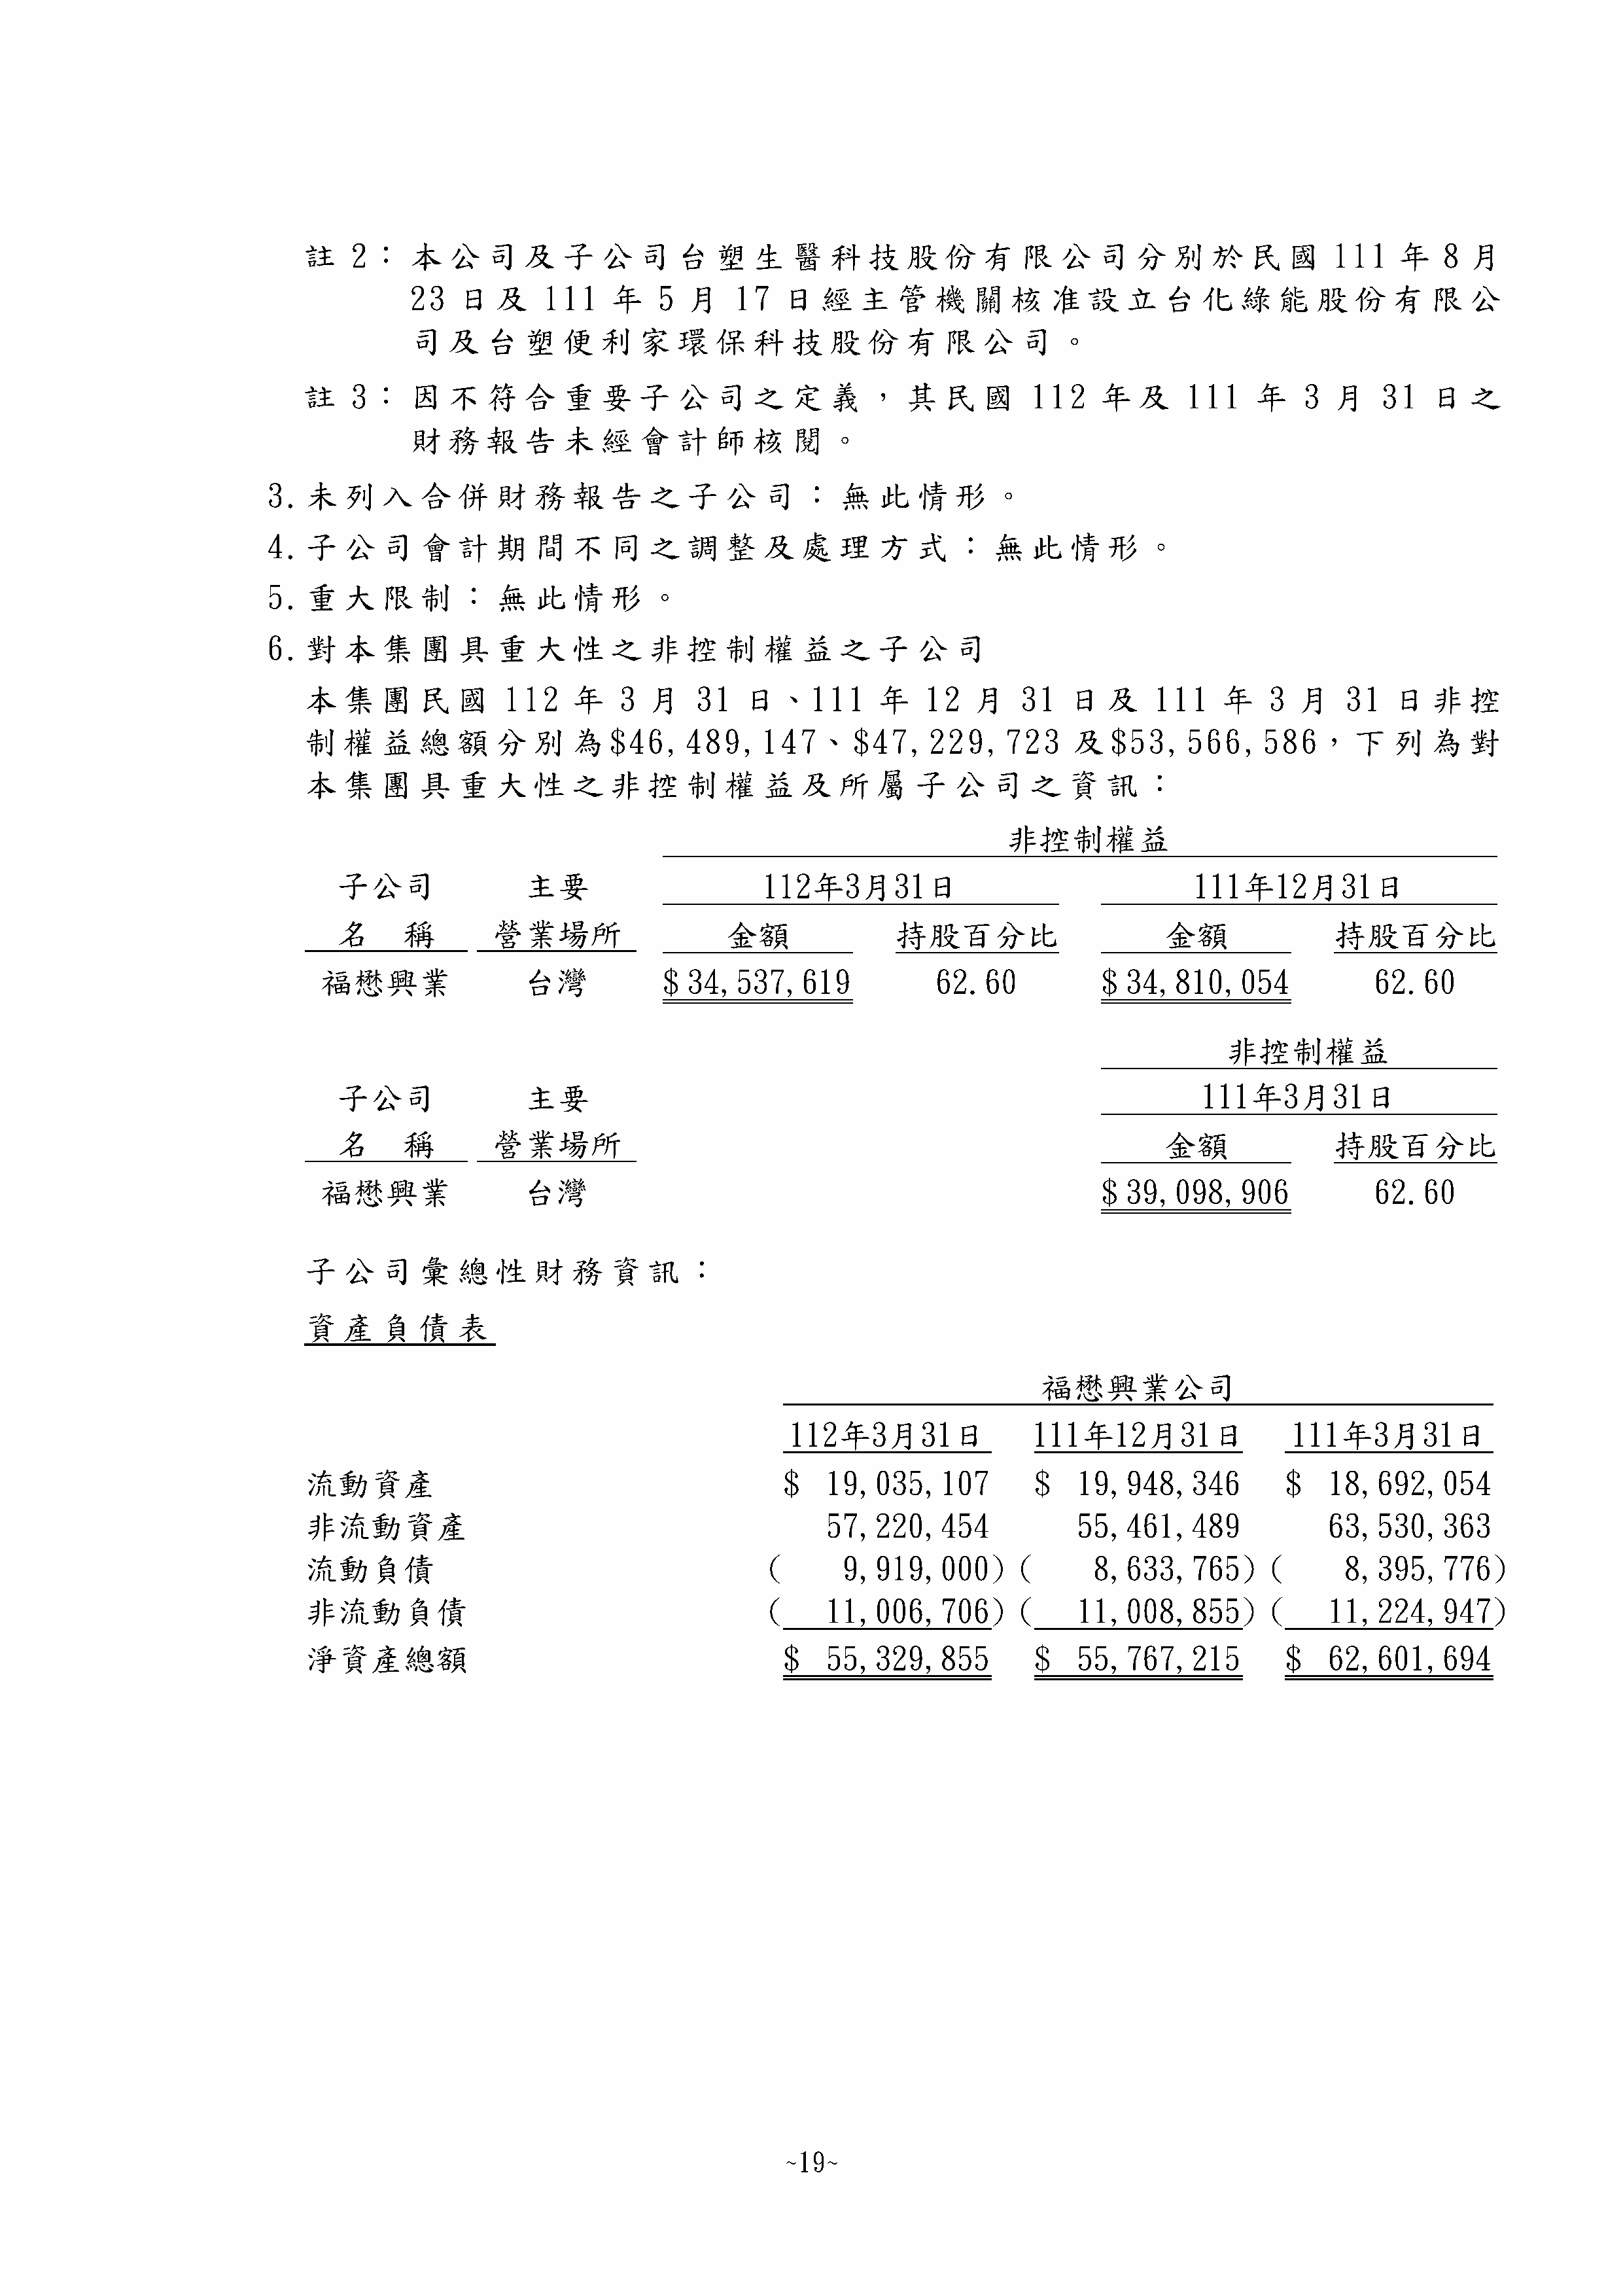 註 2：本公司及子公司台塑生醫科技股份有限公司分別於民國 111 年 8 月
23 日及 111 年 5 月 17 日經主管機關核准設立台化綠能股份有限公
司及台塑便利家環保科技股份有限公司。
註 3：因不符合重要子公司之定義，其民國 112 年及 111 年 3 月 31 日之
財務報告未經會計師核閱。
3.未列入合併財務報告之子公司：無此情形。
4.子公司會計期間不同之調整及處理方式：無此情形。
5.重大限制：無此情形。
6.對本集團具重大性之非控制權益之子公司
本集團民國 112 年 3 月 31 日、111 年 12 月 31 日及 111 年 3 月 31 日非控
制權益總額分別為$46,489,147、$47,229,723 及$53,566,586，下列為對
本集團具重大性之非控制權益及所屬子公司之資訊：
非控制權益
子公司 主要 112年3月31日 111年12月31日
名 稱 營業場所 金額 持股百分比 金額 持股百分比
福懋興業 台灣 $34,537,619 62.60 $34,810,054 62.60
非控制權益
子公司 主要 111年3月31日
名 稱 營業場所 金額 持股百分比
福懋興業 台灣 $39,098,906 62.60
子公司彙總性財務資訊：
資產負債表
福懋興業公司
112年3月31日 111年12月31日 111年3月31日
流動資產 $ 19,035,107 $ 19,948,346 $ 18,692,054
非流動資產 57,220,454 55,461,489 63,530,363
流動負債 ( 9,919,000) ( 8,633,765) ( 8,395,776)
非流動負債 ( 11,006,706) ( 11,008,855) ( 11,224,947)
淨資產總額 $ 55,329,855 $ 55,767,215 $ 62,601,694
~19~